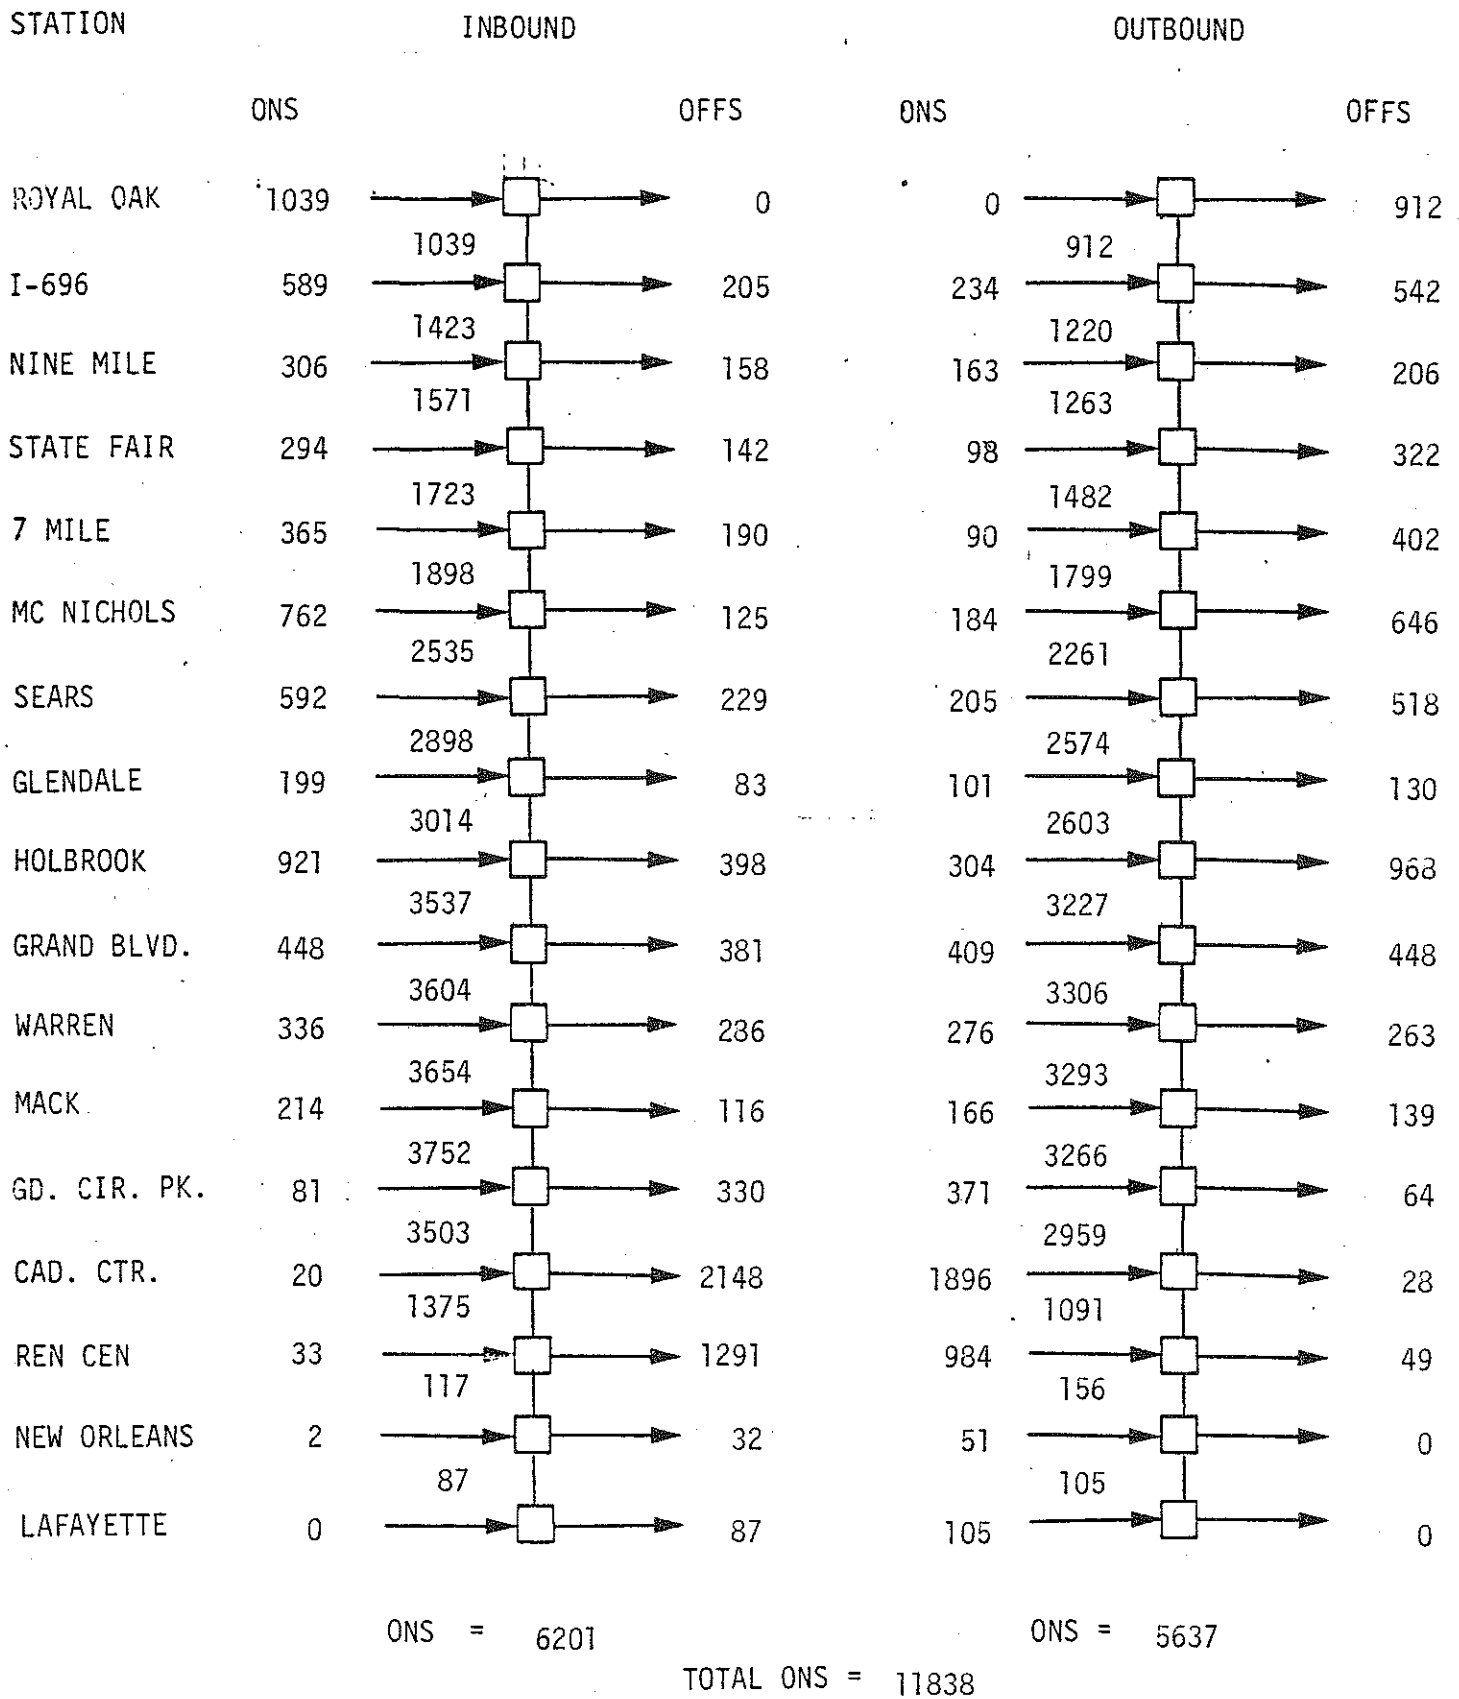 STATION INBOUND OUTBOUND
ONS OFFS ONS OFFS
ROYAL OAK 1039 0 0 912
1039 912
I-696 589 205 234 542
1423 1220
NINE MILE 306 158 163 206
1571 1263
STATE FAIR 294 142 98 322
1723 1482
7 MILE 365 190 90 402
1898 1799
MC NICHOLS 762 125 184 646
2535 2261
SEARS 592 229 205 518
2898 2574
GLENDALE 199 83 101 130
3014 2603
HOLBROOK 921 398 304 968
3537 3227
GRAND BLVD. 448 381 409 448
3604 3306
WARREN 336 286 276 263
3654 3293
MACK 214 116 166 139
3752 3266
GD. CIR. PK. 81 330 371 64
3503 2959
CAD. CTR. 20 2148 1896 28
1375 1091
REN CEN 33 1291 984 49
117 156
NEW ORLEANS 2 32 51 0
87 105
LAFAYETTE 0 87 105 0
ONS = 6201 ONS = 5637
TOTAL ONS = 11838